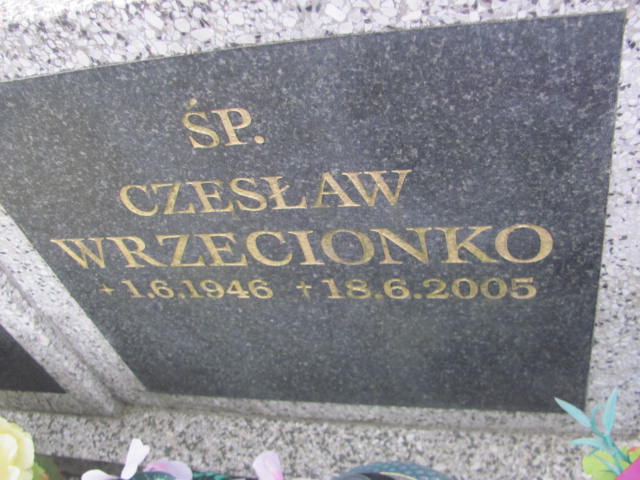 ŚP.
CZESŁAW
WRZECIONKO
+ 1.6.1946 † 18.6.2005